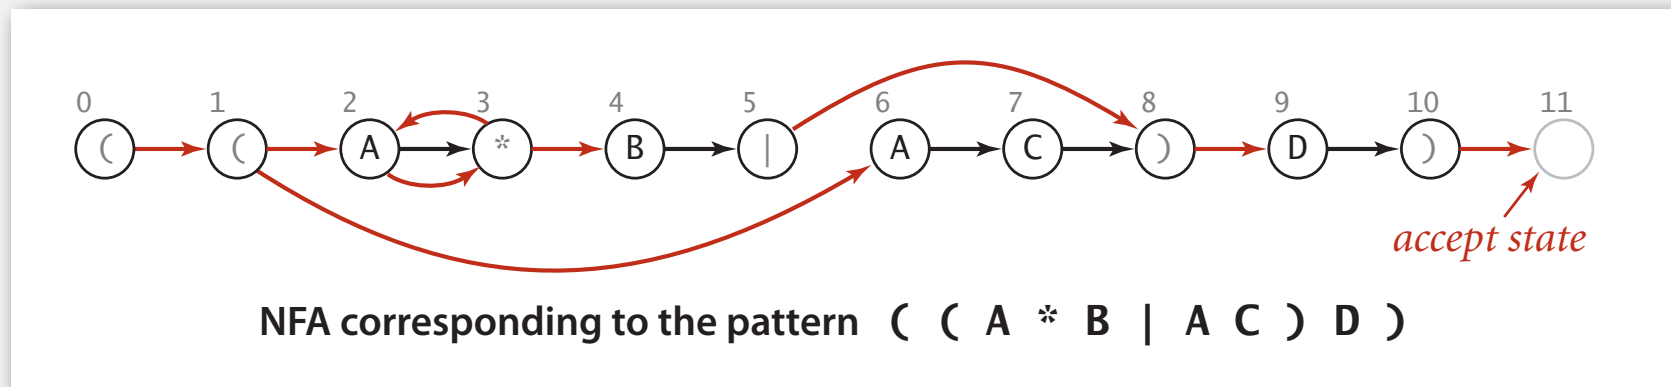 0 1 2 3 4 5 6 7 8 9 10 11
( ( A * B | A C ) D )
accept state
NFA corresponding to the pattern ( ( A * B | A C ) D )